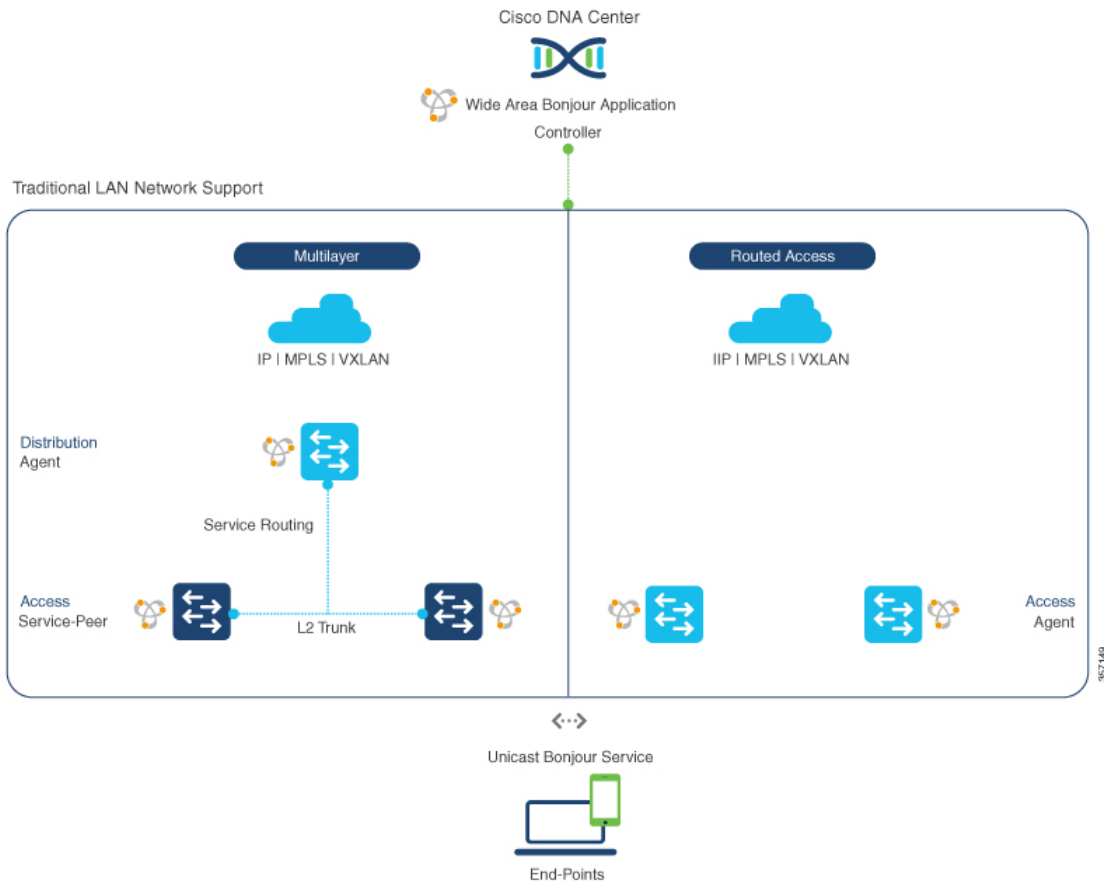 Cisco DNA Center
Wide Area Bonjour Application
Controller
Traditional LAN Network Support
Multilayer
Routed Access
IP | MPLS | VXLAN
IIP | MPLS | VXLAN
Distribution
Agent
Service Routing
Access
Service-Peer
L2 Trunk
Access
Agent
357149
Unicast Bonjour Service
End-Points